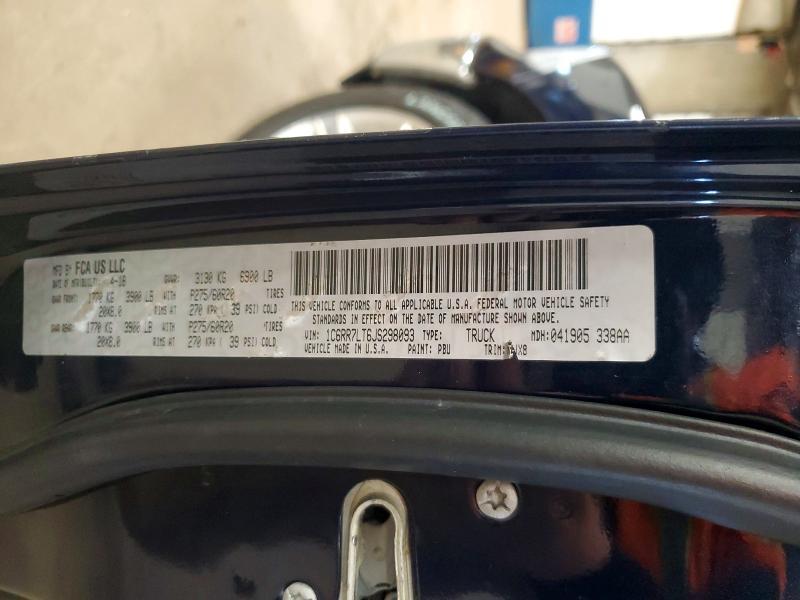 MFD BY FCA US LLC
DATE OF MFR(BUILT): 4-18 GVWR: 3130 KG 6900 LB
GAWR FRONT: 1770 KG 3900 LB WITH P275/60R20 TIRES
20X8.0 RIMS AT 270 KPA( 39 PSI) COLD
GAWR REAR: 1770 KG 3900 LB WITH P275/60R20 TIRES
20X8.0 RIMS AT 270 KPA( 39 PSI) COLD
THIS VEHICLE CONFORMS TO ALL APPLICABLE U.S.A. FEDERAL MOTOR VEHICLE SAFETY
STANDARDS IN EFFECT ON DATE OF MANUFACTURE SHOWN ABOVE.
VIN: 1C6RR7LT6JS298093 TYPE: TRUCK MDH: 041905 338AA
VEHICLE MADE IN U.S.A. PAINT: PBU TRIM: